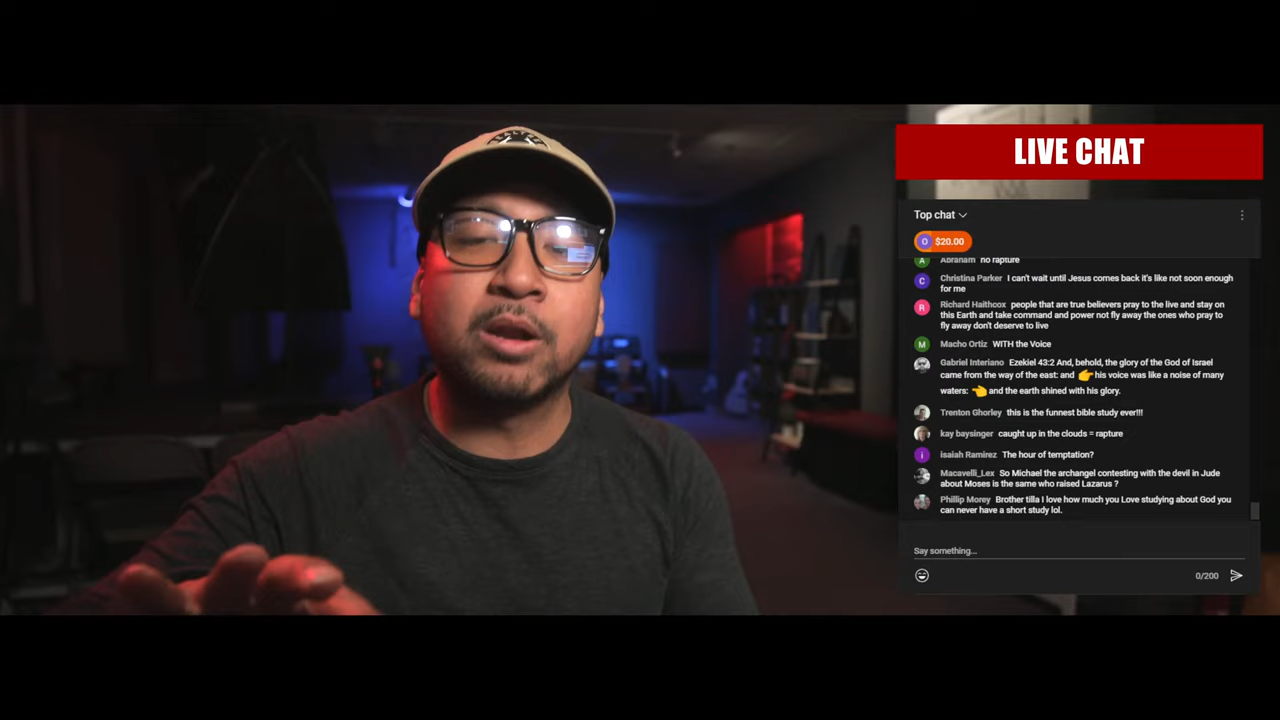 LIVE CHAT
Top chat
O $20.00
A Abraham no rapture
C Christina Parker I can't wait until Jesus comes back it's like not soon enough
for me
R Richard Haithcox people that are true believers pray to the live and stay on
this Earth and take command and power not fly away the ones who pray to
fly away don't deserve to live
M Macho Ortiz WITH the Voice
Gabriel Interiano Ezekiel 43:2 And, behold, the glory of the God of Israel
came from the way of the east: and 👉 his voice was like a noise of many
waters: 👈 and the earth shined with his glory.
Trenton Ghorley this is the funnest bible study ever!!!
kay baysinger caught up in the clouds = rapture
i isaiah Ramirez The hour of temptation?
Macavelli_Lex So Michael the archangel contesting with the devil in Jude
about Moses is the same who raised Lazarus ?
Phillip Morey Brother tilla I love how much you Love studying about God you
can never have a short study lol.
Say something...
0/200